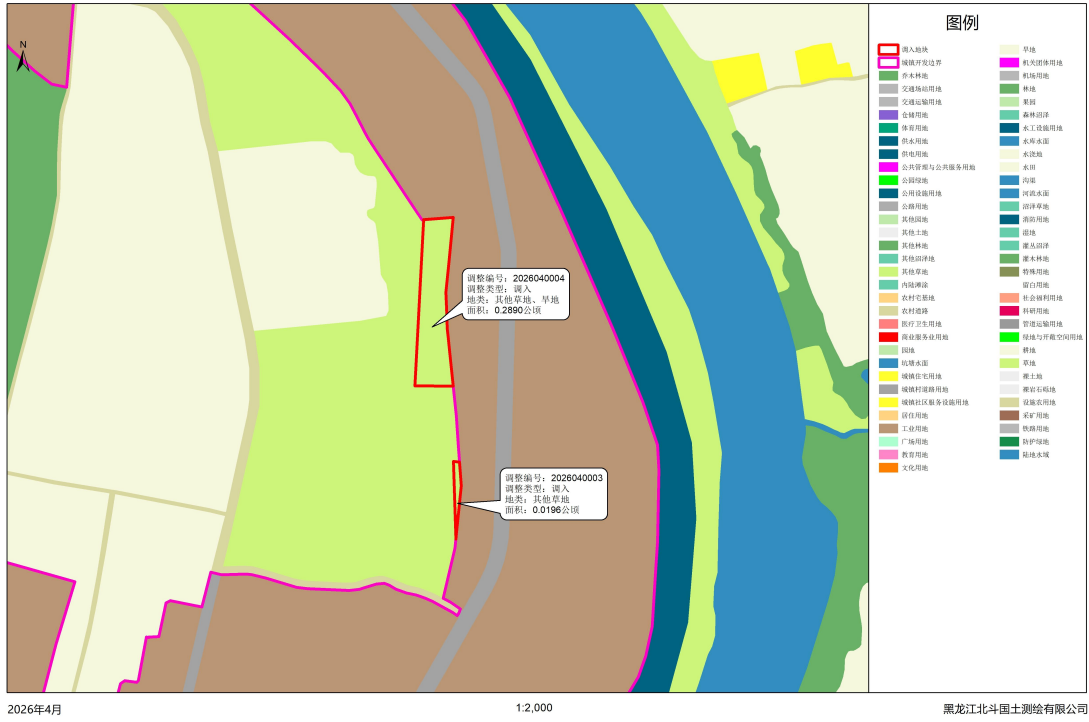 N
调整编号：2026040004
调整类型：调入
地类：其他草地、旱地
面积：0.2890公顷
调整编号：2026040003
调整类型：调入
地类：其他草地
面积：0.0196公顷
图例
调入地块
城镇开发边界
乔木林地
交通场站用地
交通运输用地
仓储用地
体育用地
供水用地
供电用地
公共管理与公共服务用地
公园绿地
公用设施用地
公路用地
其他园地
其他土地
其他林地
其他沼泽地
其他草地
内陆滩涂
农村宅基地
农村道路
医疗卫生用地
商业服务业用地
园地
坑塘水面
城镇住宅用地
城镇村道路用地
城镇社区服务设施用地
居住用地
工业用地
广场用地
教育用地
文化用地
旱地
机关团体用地
机场用地
林地
果园
森林沼泽
水工设施用地
水库水面
水浇地
水田
沟渠
河流水面
沼泽草地
消防用地
湿地
灌丛沼泽
灌木林地
特殊用地
留白用地
社会福利用地
科研用地
管道运输用地
绿地与开敞空间用地
耕地
草地
裸土地
裸岩石砾地
设施农用地
采矿用地
铁路用地
防护绿地
陆地水域
2026年4月
1:2,000
黑龙江北斗国土测绘有限公司